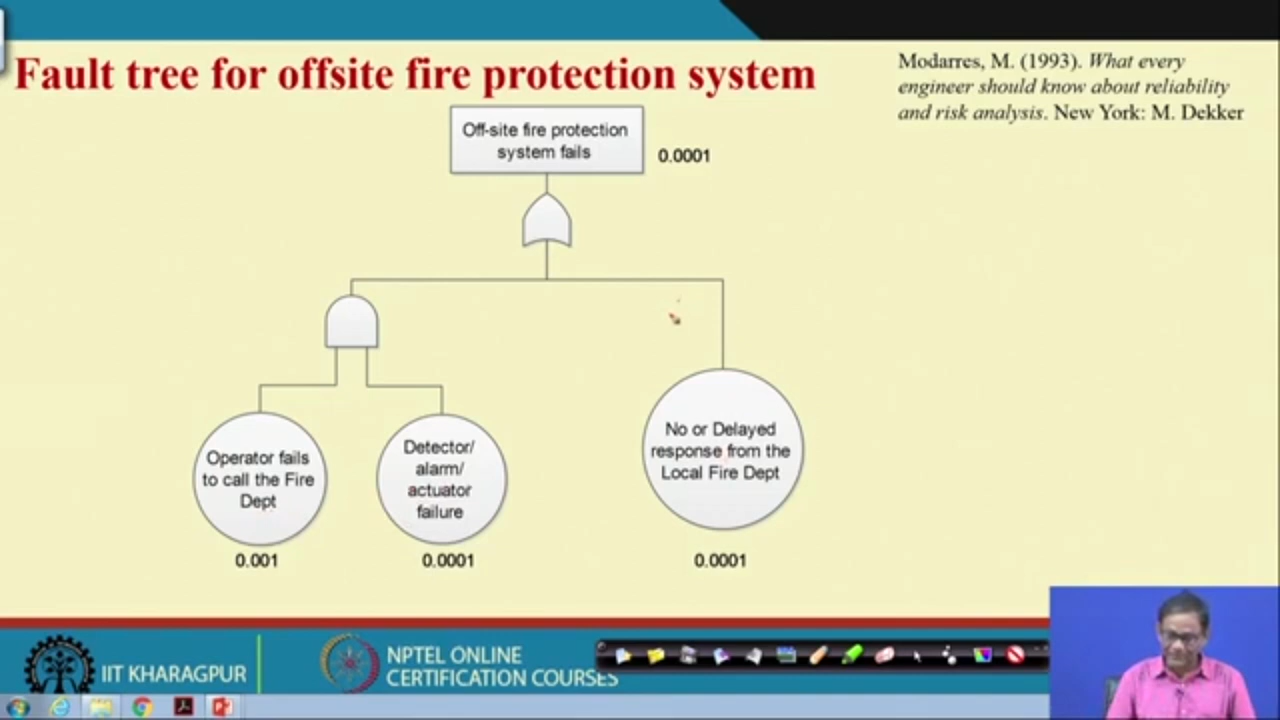 Fault tree for offsite fire protection system
Modarres, M. (1993). What every
engineer should know about reliability
and risk analysis. New York: M. Dekker
Off-site fire protection
system fails
0.0001
Operator fails
to call the Fire
Dept
0.001
Detector/
alarm/
actuator
failure
0.0001
No or Delayed
response from the
Local Fire Dept
0.0001
IIT KHARAGPUR
NPTEL ONLINE
CERTIFICATION COURSES